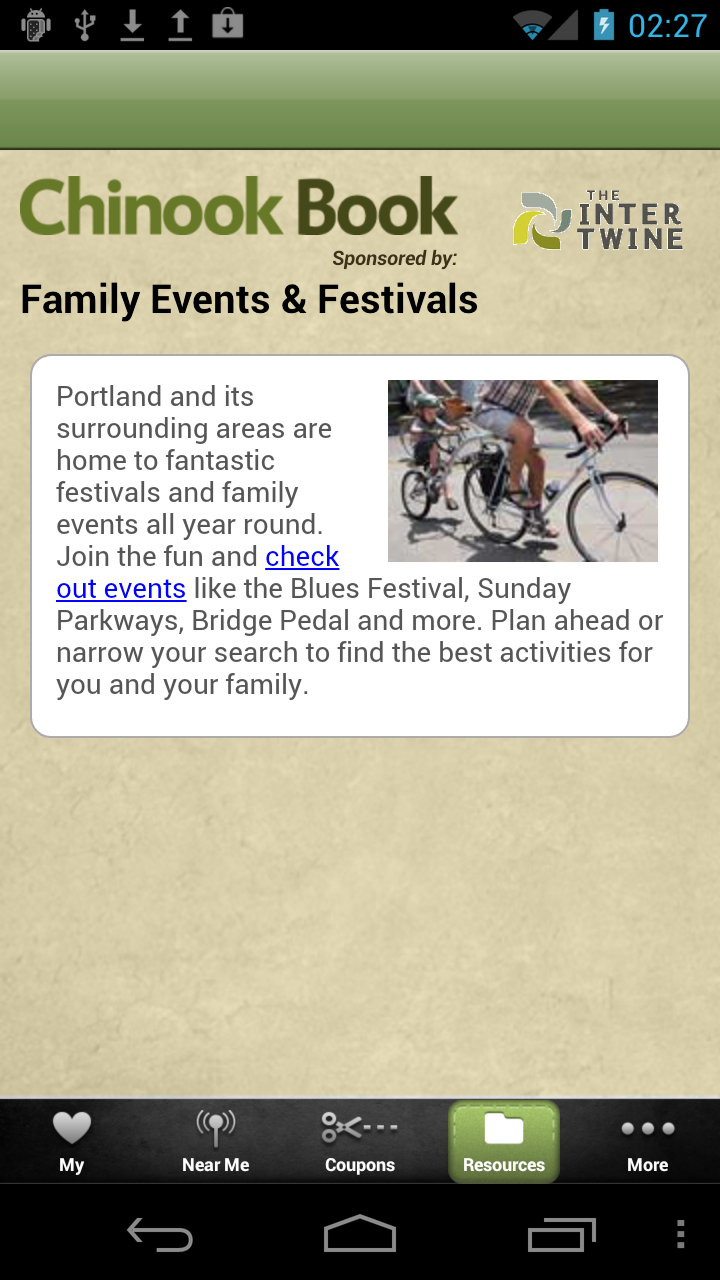 02:27
Chinook Book
THE
INTER
TWINE
Sponsored by:
Family Events & Festivals
Portland and its
surrounding areas are
home to fantastic
festivals and family
events all year round.
Join the fun and check
out events like the Blues Festival, Sunday
Parkways, Bridge Pedal and more. Plan ahead or
narrow your search to find the best activities for
you and your family.
My
Near Me
Coupons
Resources
More